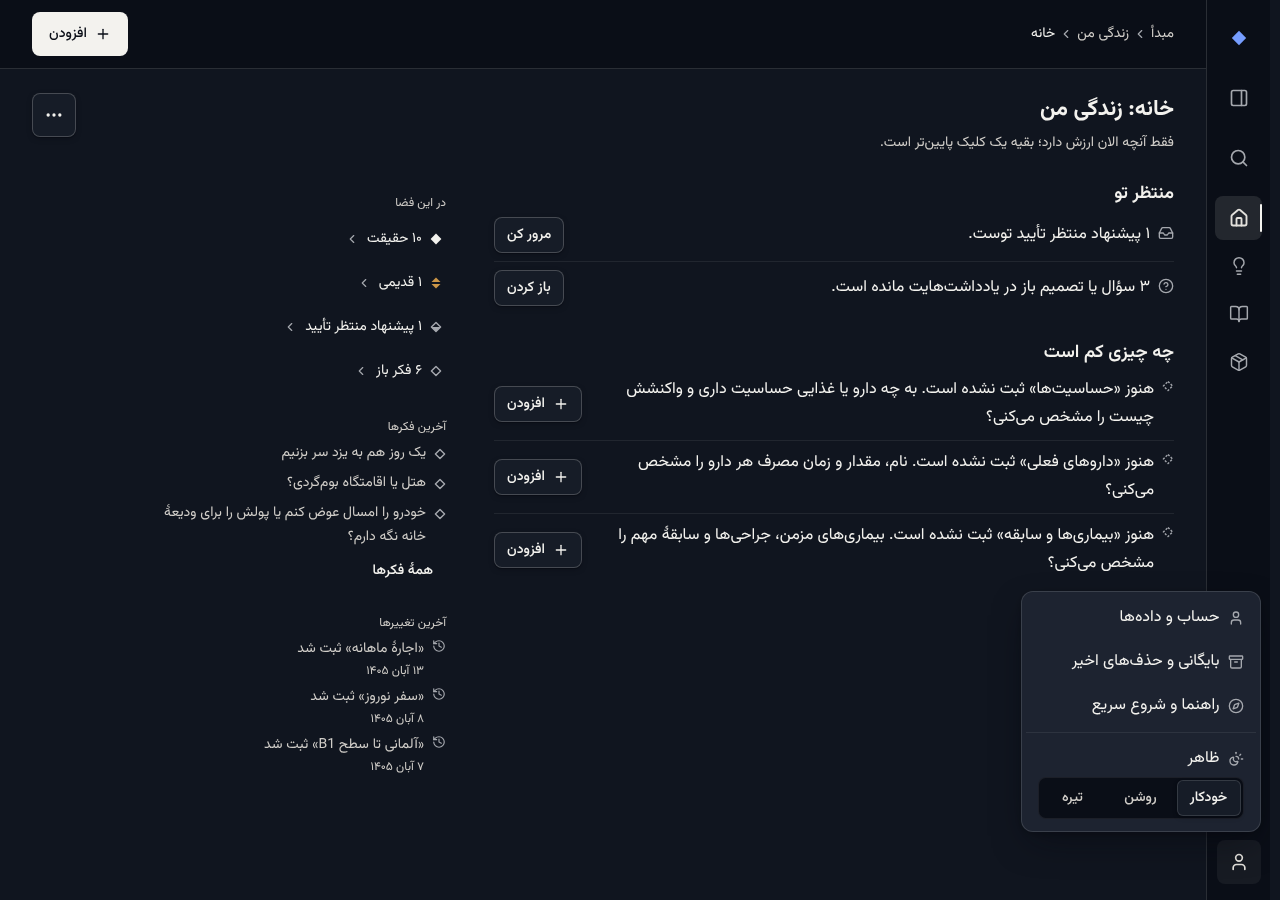 مبدأ › زندگی من › خانه
افزودن
خانه: زندگی من
فقط آنچه الان ارزش دارد؛ بقیه یک کلیک پایین‌تر است.
منتظر تو
۱ پیشنهاد منتظر تأیید توست.
مرور کن
۳ سؤال یا تصمیم باز در یادداشت‌هایت مانده است.
باز کردن
چه چیزی کم است
هنوز «حساسیت‌ها» ثبت نشده است. به چه دارو یا غذایی حساسیت داری و واکنشش
چیست را مشخص می‌کنی؟
افزودن
هنوز «داروهای فعلی» ثبت نشده است. نام، مقدار و زمان مصرف هر دارو را مشخص
می‌کنی؟
افزودن
هنوز «بیماری‌ها و سابقه» ثبت نشده است. بیماری‌های مزمن، جراحی‌ها و سابقهٔ مهم را
مشخص می‌کنی؟
افزودن
در این فضا
۱۰ حقیقت
۱ قدیمی
۱ پیشنهاد منتظر تأیید
۶ فکر باز
آخرین فکرها
یک روز هم به یزد سر بزنیم
هتل یا اقامتگاه بوم‌گردی؟
خودرو را امسال عوض کنم یا پولش را برای ودیعهٔ
خانه نگه دارم؟
همهٔ فکرها
آخرین تغییرها
«اجارهٔ ماهانه» ثبت شد
۱۳ آبان ۱۴۰۵
«سفر نوروز» ثبت شد
۸ آبان ۱۴۰۵
«آلمانی تا سطح B1» ثبت شد
۷ آبان ۱۴۰۵
حساب و داده‌ها
بایگانی و حذف‌های اخیر
راهنما و شروع سریع
ظاهر
خودکار
روشن
تیره